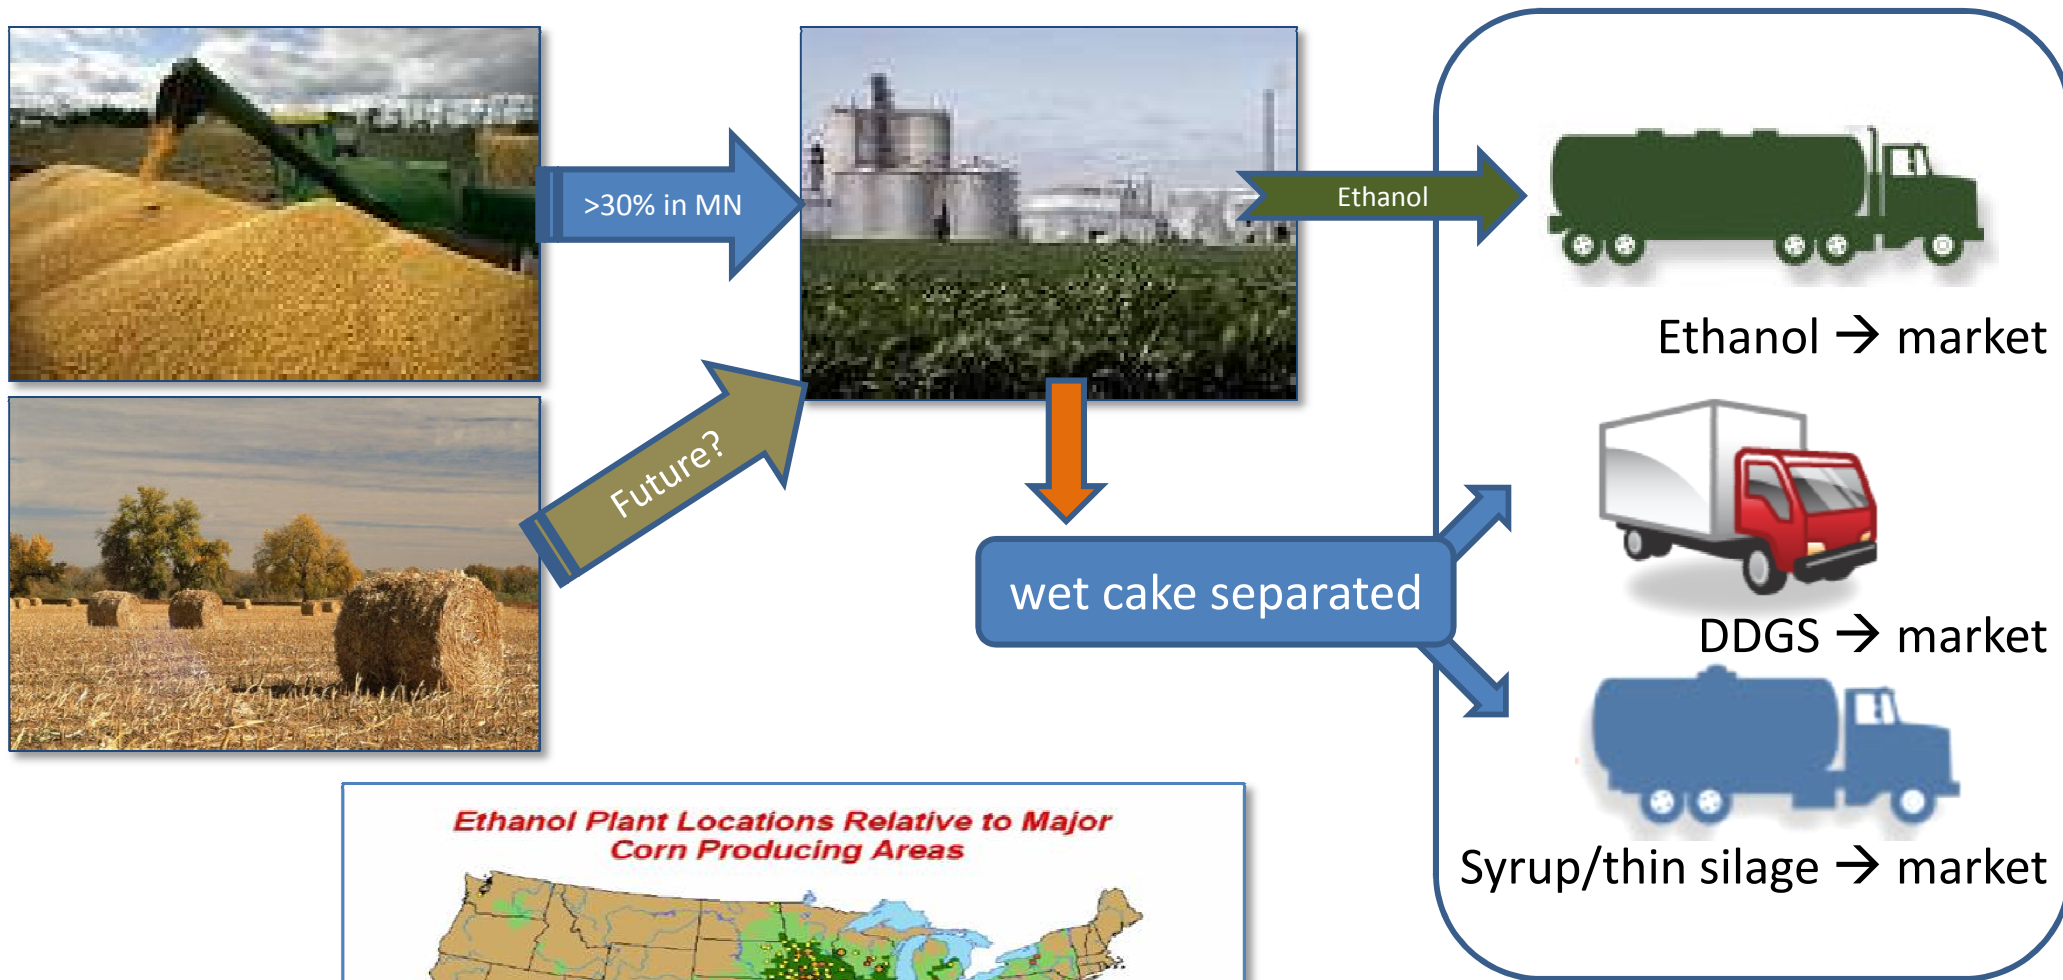 >30% in MN
Ethanol
Ethanol → market
Future?
wet cake separated
DDGS → market
Syrup/thin silage → market
Ethanol Plant Locations Relative to Major
Corn Producing Areas